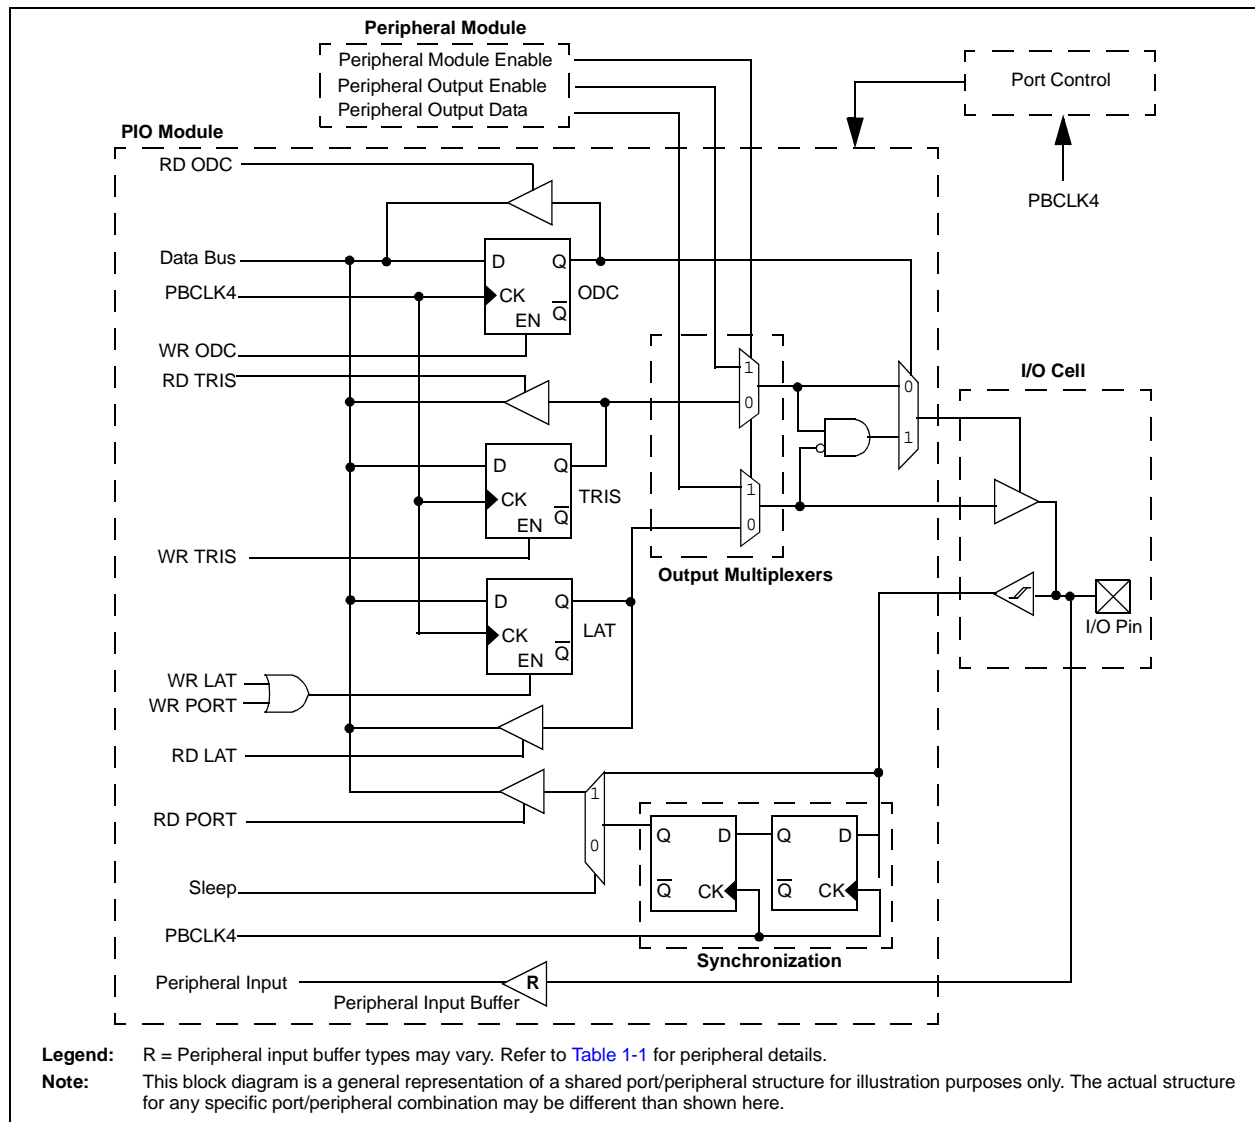 Peripheral Module
Peripheral Module Enable
Peripheral Output Enable
Peripheral Output Data
Port Control
PBCLK4
PIO Module
RD ODC
Data Bus
D
Q
PBCLK4
CK
ODC
Q
EN
WR ODC
RD TRIS
1
0
0
1
I/O Cell
D
Q
CK
TRIS
Q
EN
WR TRIS
1
0
Output Multiplexers
D
Q
CK
LAT
Q
EN
I/O Pin
WR LAT
WR PORT
RD LAT
RD PORT
1
0
Q
D
Q
D
Q
CK
Q
CK
Sleep
PBCLK4
Synchronization
Peripheral Input
R
Peripheral Input Buffer
Legend: R = Peripheral input buffer types may vary. Refer to Table 1-1 for peripheral details.
Note: This block diagram is a general representation of a shared port/peripheral structure for illustration purposes only. The actual structure
for any specific port/peripheral combination may be different than shown here.